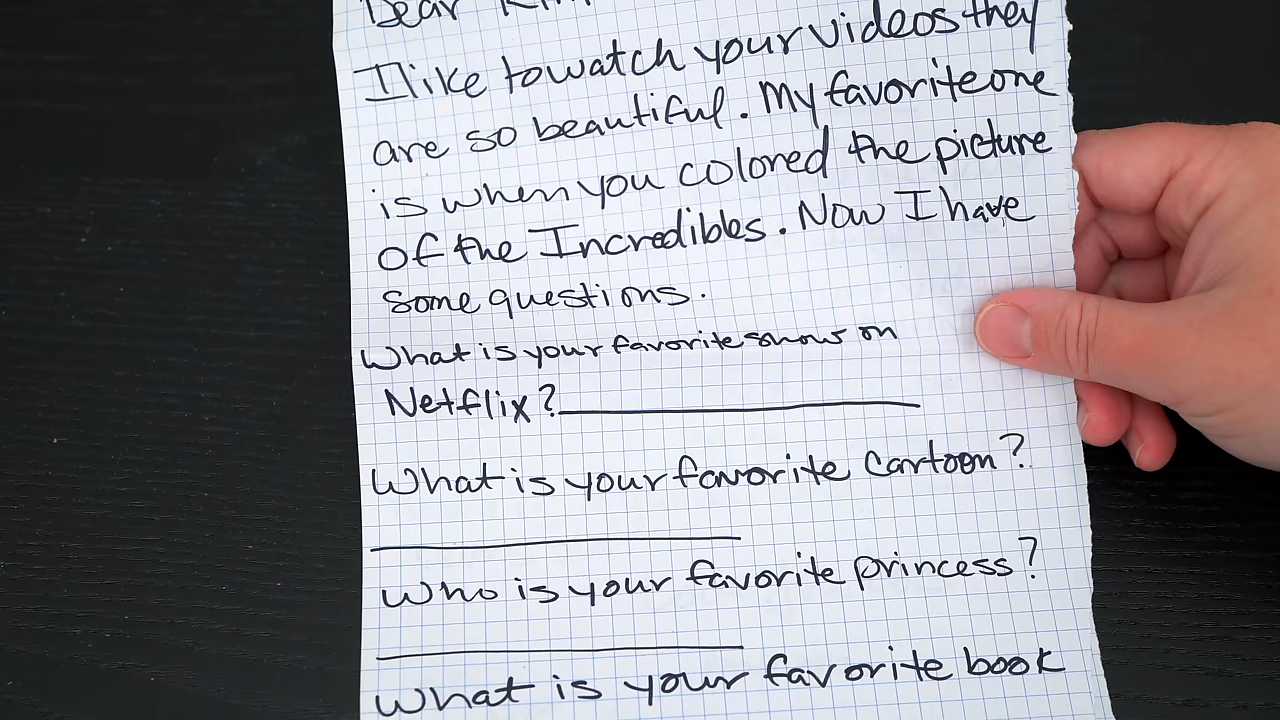 Dear
I like to watch your videos they
are so beautiful. My favorite one
is when you colored the picture
of the Incredibles. Now I have
some questions.
What is your favorite show on
Netflix?
What is your favorite cartoon?
Who is your favorite princess?
What is your favorite book